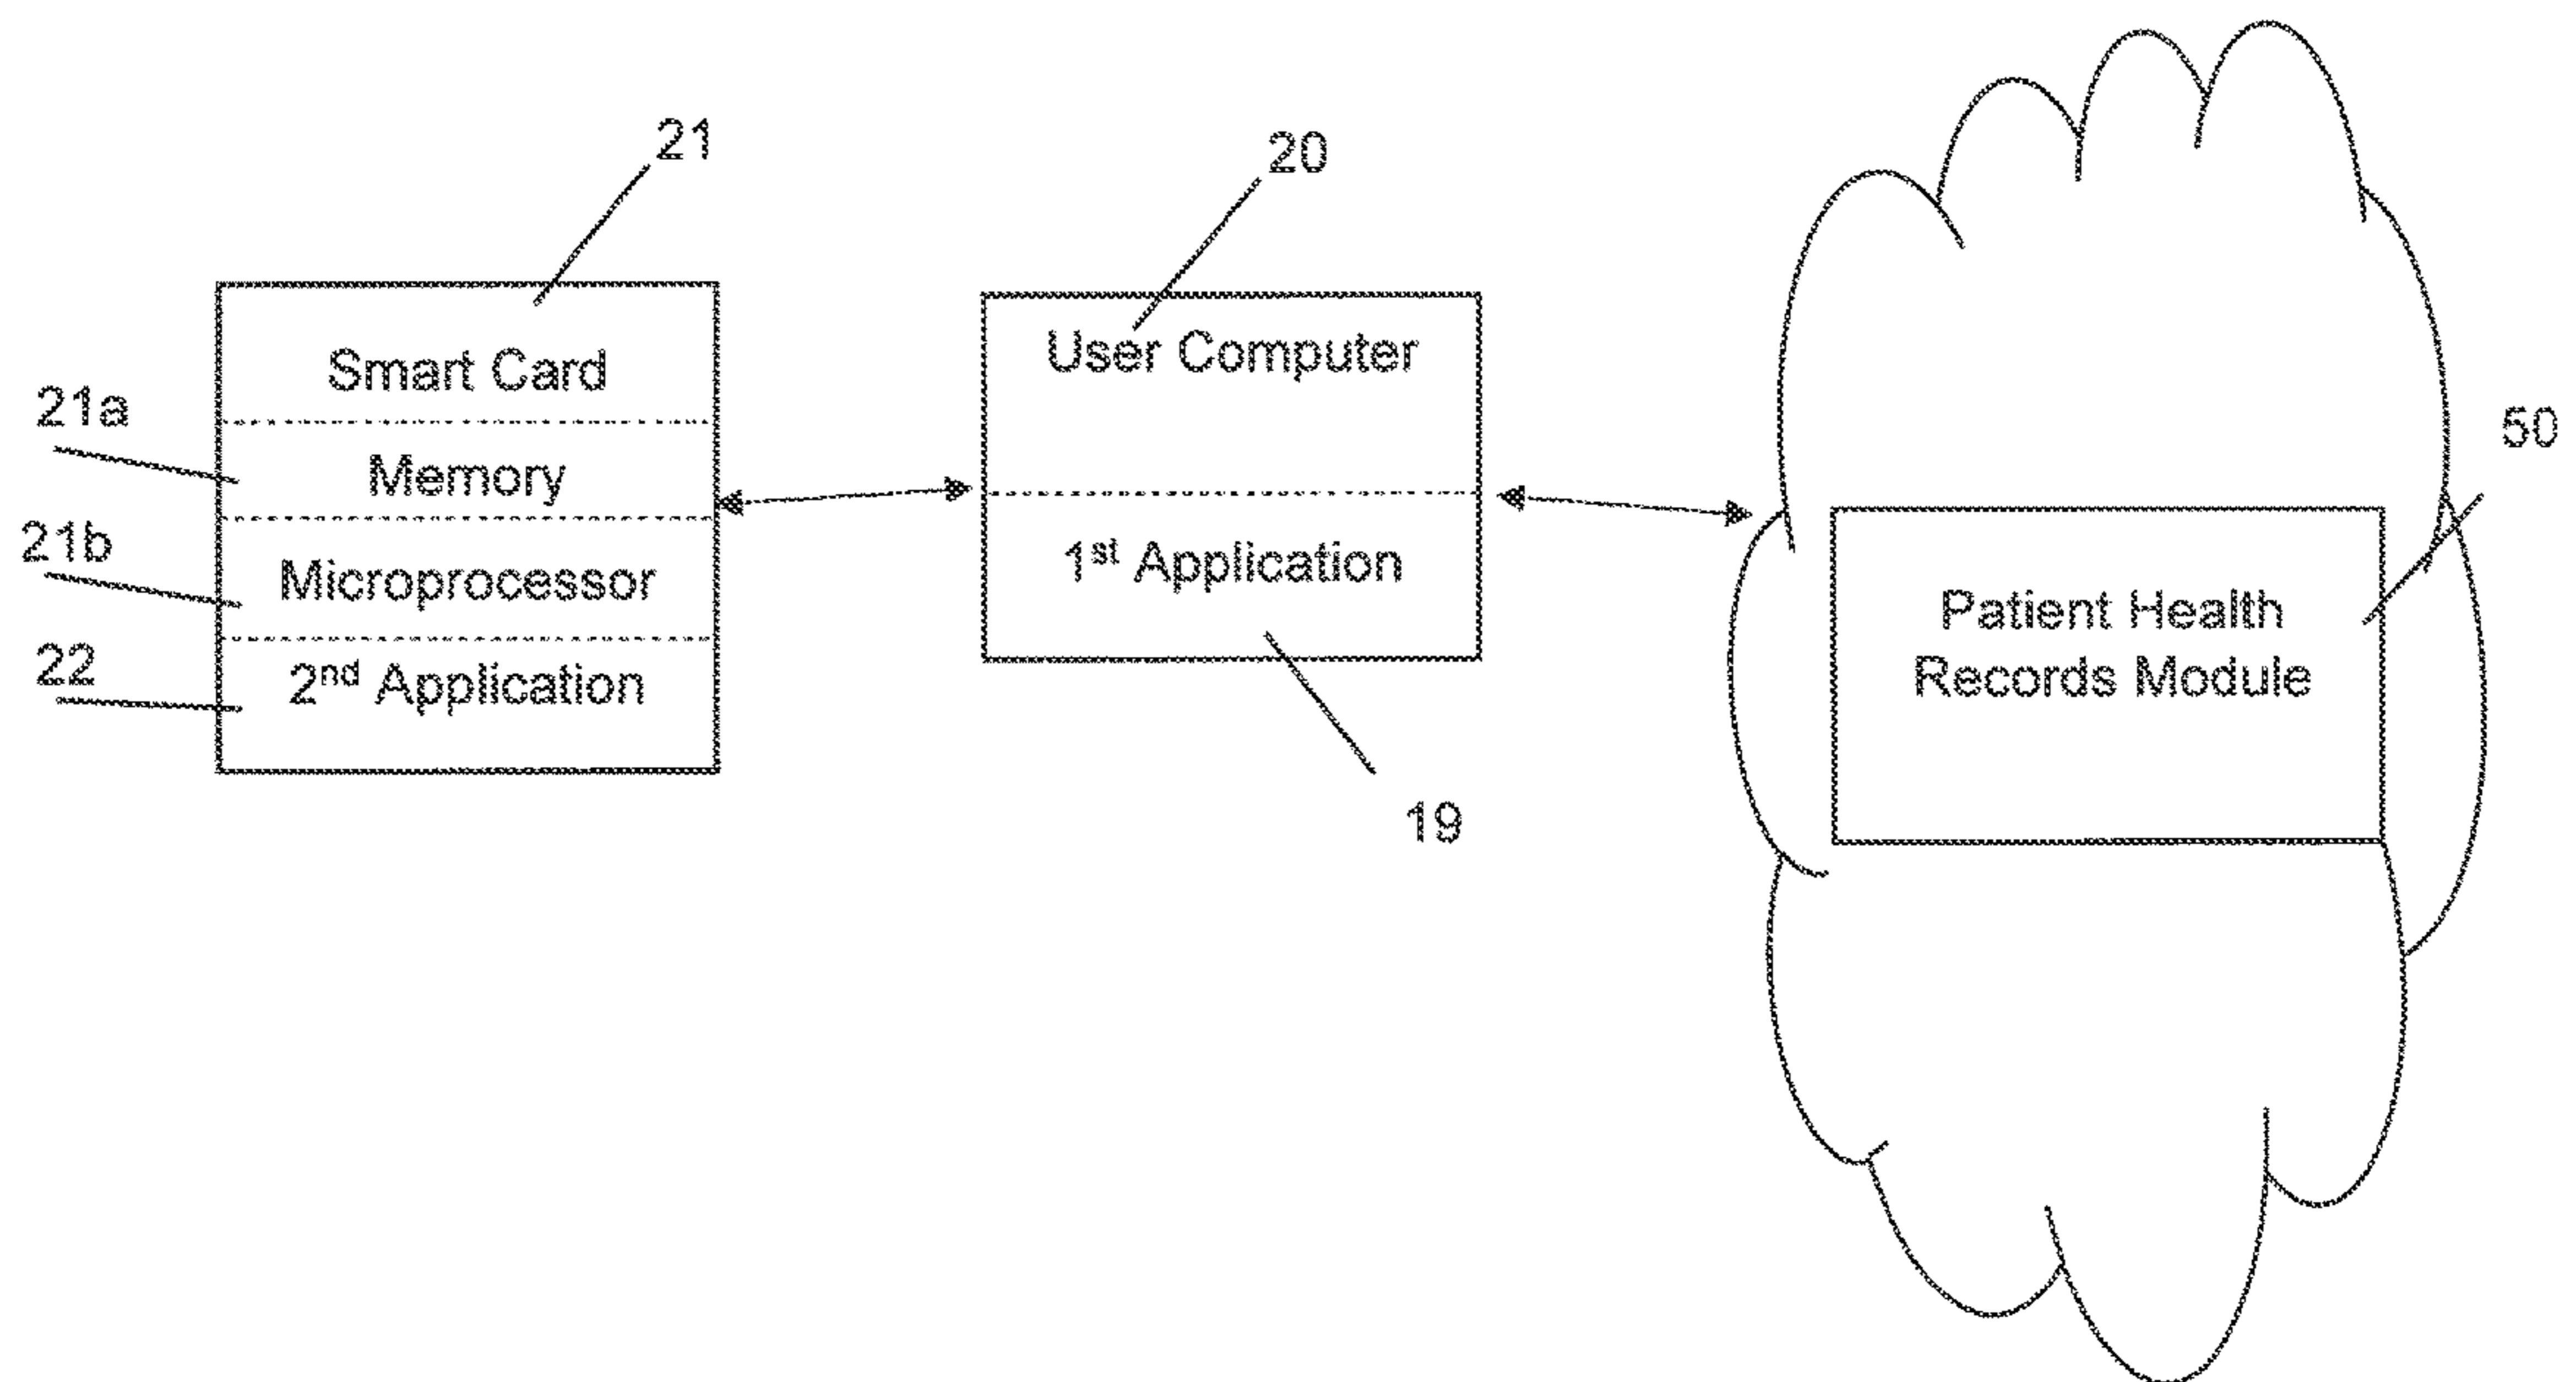 21
Smart Card
21a
Memory
21b
Microprocessor
22
2nd Application
20
User Computer
1st Application
19
50
Patient Health
Records Module